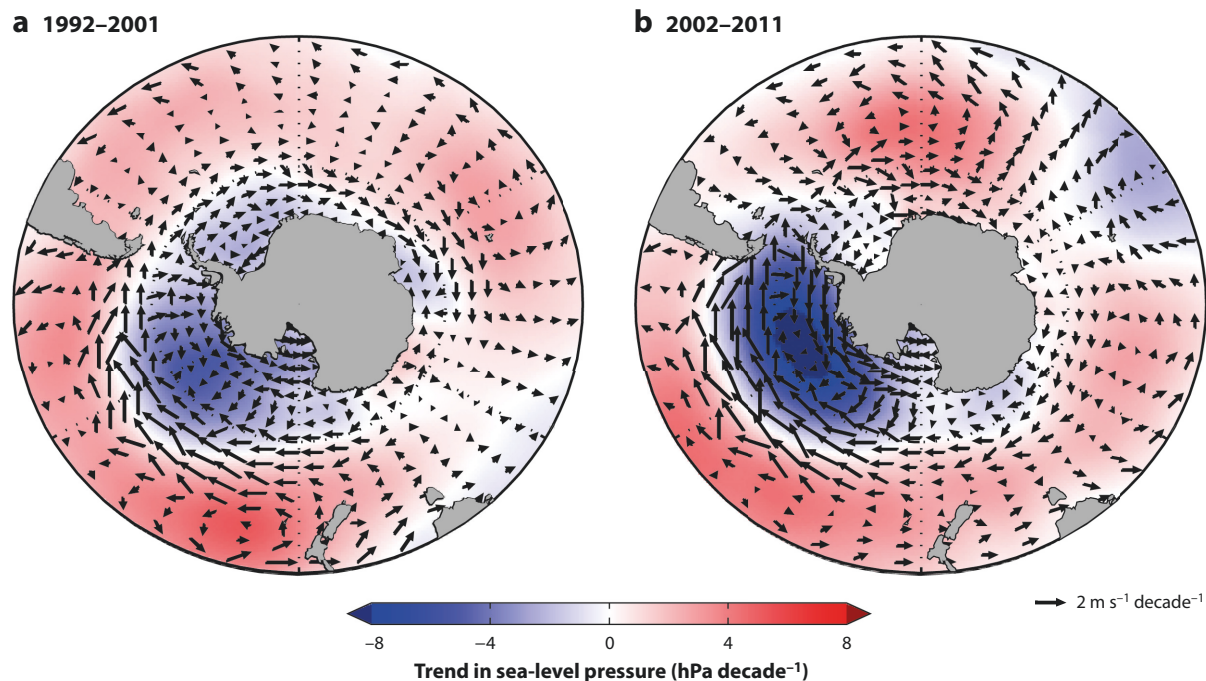 a 1992–2001
b 2002–2011
2 m s⁻¹ decade⁻¹
–8 –4 0 4 8
Trend in sea-level pressure (hPa decade⁻¹)